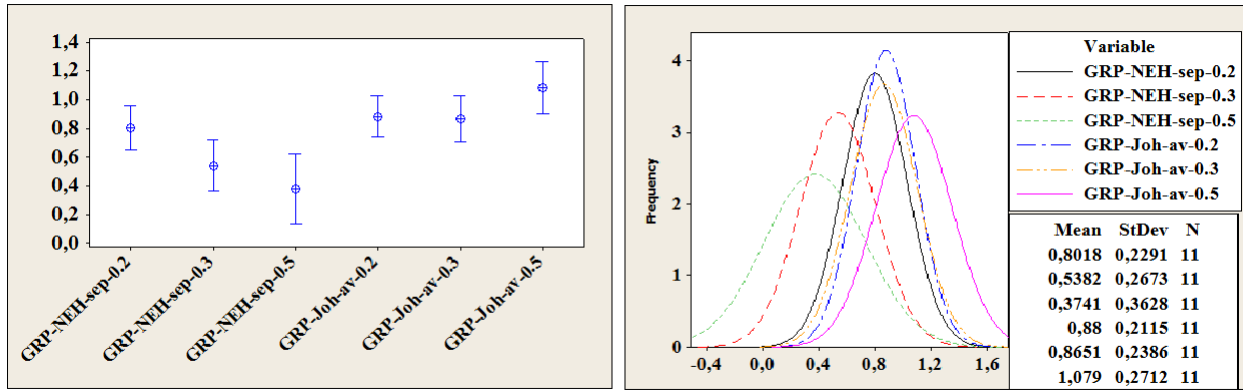 1,4
1,2
1,0
0,8
0,6
0,4
0,2
0,0
GRP-NEH-sep-0.2
GRP-NEH-sep-0.3
GRP-NEH-sep-0.5
GRP-Joh-av-0.2
GRP-Joh-av-0.3
GRP-Joh-av-0.5
Frequency
4
3
2
1
0
-0,4 0,0 0,4 0,8 1,2 1,6
Variable
GRP-NEH-sep-0.2
GRP-NEH-sep-0.3
GRP-NEH-sep-0.5
GRP-Joh-av-0.2
GRP-Joh-av-0.3
GRP-Joh-av-0.5
Mean StDev N
0,8018 0,2291 11
0,5382 0,2673 11
0,3741 0,3628 11
0,88 0,2115 11
0,8651 0,2386 11
1,079 0,2712 11